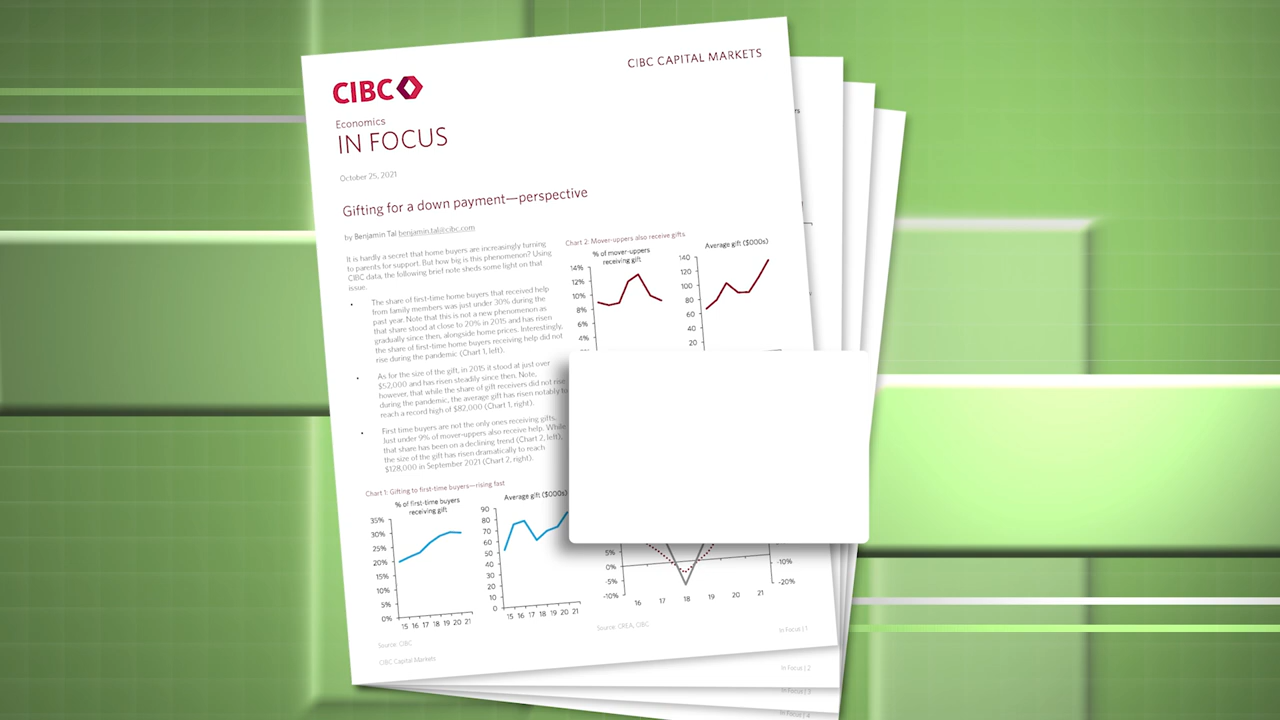 CIBC CAPITAL MARKETS
CIBC
Economics
IN FOCUS
October 25, 2021
Gifting for a down payment—perspective
by Benjamin Tal benjamin.tal@cibc.com
It is hardly a secret that home buyers are increasingly turning
to parents for support. But how big is this phenomenon? Using
CIBC data, the following brief note sheds some light on that
issue.
• The share of first-time home buyers that received help
from family members was just under 30% during the
past year. Note that this is not a new phenomenon as
that share stood at close to 20% in 2015 and has risen
gradually since then, alongside home prices. Interestingly,
the share of first-time home buyers receiving help did not
rise during the pandemic (Chart 1, left).
• As for the size of the gift, in 2015 it stood at just over
$52,000 and has risen steadily since then. Note,
however, that while the share of gift receivers did not rise
during the pandemic, the average gift has risen notably to
reach a record high of $82,000 (Chart 1, right).
• First time buyers are not the only ones receiving gifts.
Just under 9% of mover-uppers also receive help. While
that share has been on a declining trend (Chart 2, left),
the size of the gift has risen dramatically to reach
$128,000 in September 2021 (Chart 2, right).
Chart 1: Gifting to first-time buyers—rising fast
% of first-time buyers
receiving gift
35%
30%
25%
20%
15%
10%
5%
0%
15 16 17 18 19 20 21
Average gift ($000s)
90
80
70
60
50
40
30
20
10
0
15 16 17 18 19 20 21
Source: CIBC
CIBC Capital Markets
Chart 2: Mover-uppers also receive gifts
% of mover-uppers
receiving gift
14%
12%
10%
8%
6%
4%
Average gift ($000s)
140
120
100
80
60
40
20
5%
0%
-5%
-10%
-10%
-20%
16 17 18 19 20 21
Source: CREA, CIBC
In Focus | 1
In Focus | 2
In Focus | 3
In Focus | 4